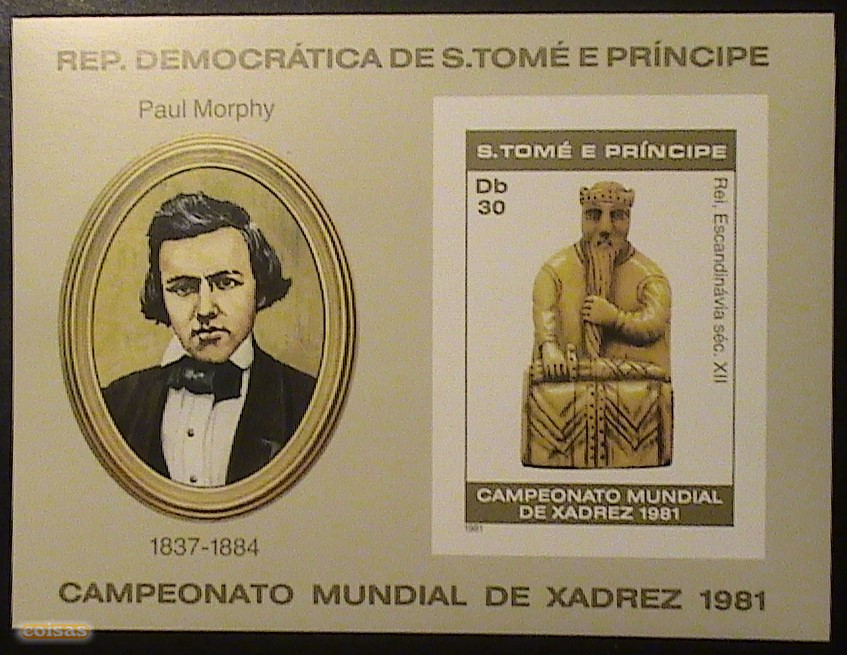 REP. DEMOCRÁTICA DE S.TOMÉ E PRÍNCIPE
Paul Morphy
1837-1884
S.TOMÉ E PRÍNCIPE
Db
30
Rei, Escandinávia séc. XII
CAMPEONATO MUNDIAL
DE XADREZ 1981
1981
CAMPEONATO MUNDIAL DE XADREZ 1981
coisas